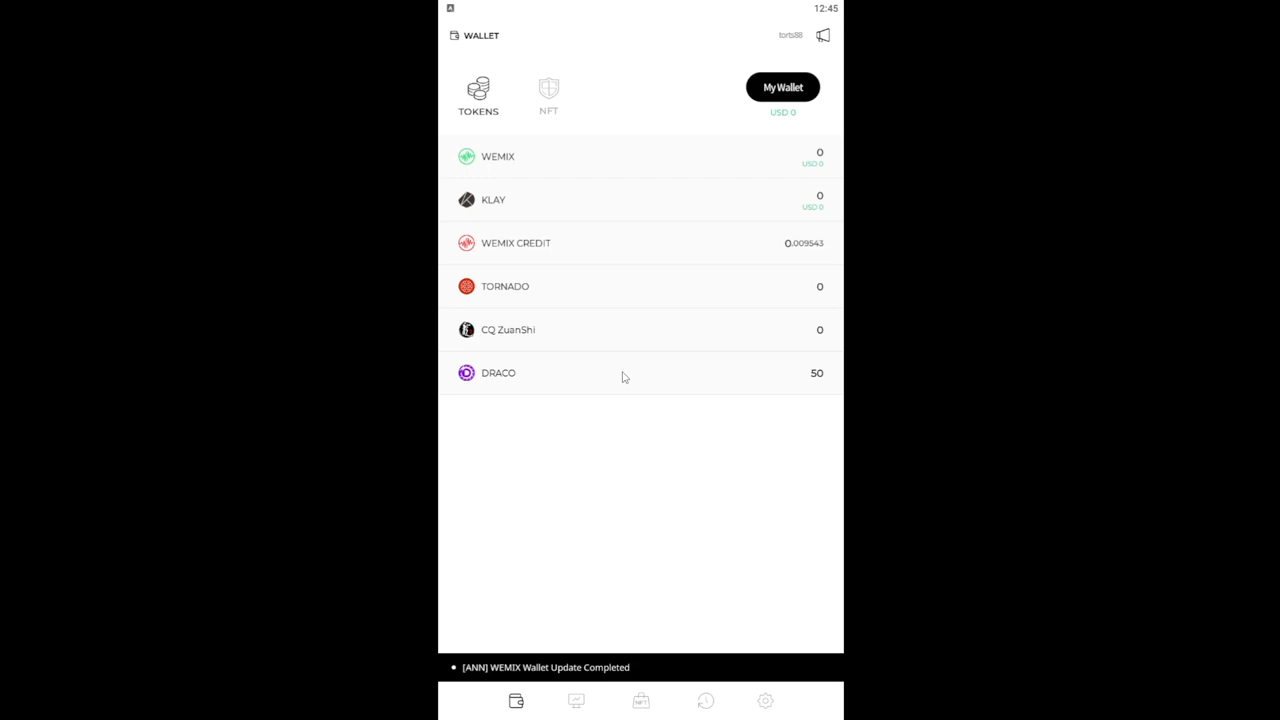 12:45
WALLET
torts88
TOKENS
NFT
My Wallet
USD 0
WEMIX
0
USD 0
KLAY
0
USD 0
WEMIX CREDIT
0.009543
TORNADO
0
CQ ZuanShi
0
DRACO
50
[ANN] WEMIX Wallet Update Completed
NFT